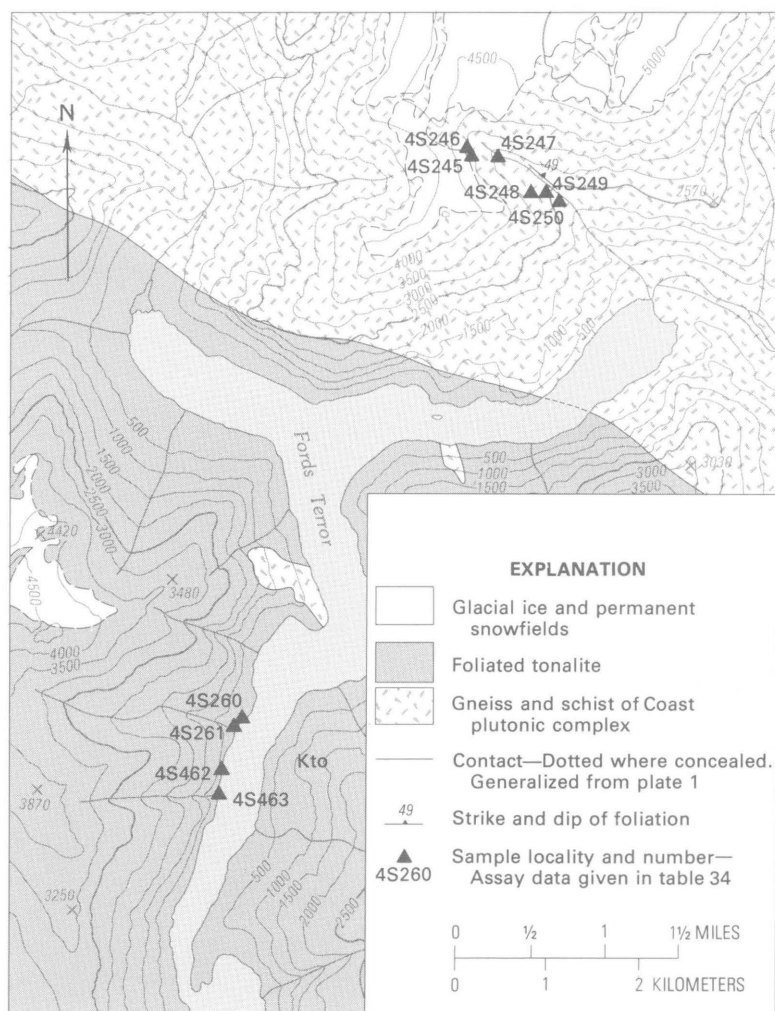 4500
5000
N
4S246
4S247
4S245
49
4S249
4S248
2570
4S250
4000
3500
3000
2500
2000
1500
1000
500
500
1000
1500
2000
2500
3000
Fords Terror
500
1000
1500
3030
3000
3500
4420
4500
3480
4000
3500
4S260
4S261
Kto
4S462
4S463
3870
3250
500
1000
1500
2000
2500
EXPLANATION
Glacial ice and permanent
snowfields
Foliated tonalite
Gneiss and schist of Coast
plutonic complex
Contact—Dotted where concealed.
Generalized from plate 1
49
Strike and dip of foliation
4S260
Sample locality and number—
Assay data given in table 34
0 ½ 1 1½ MILES
0 1 2 KILOMETERS